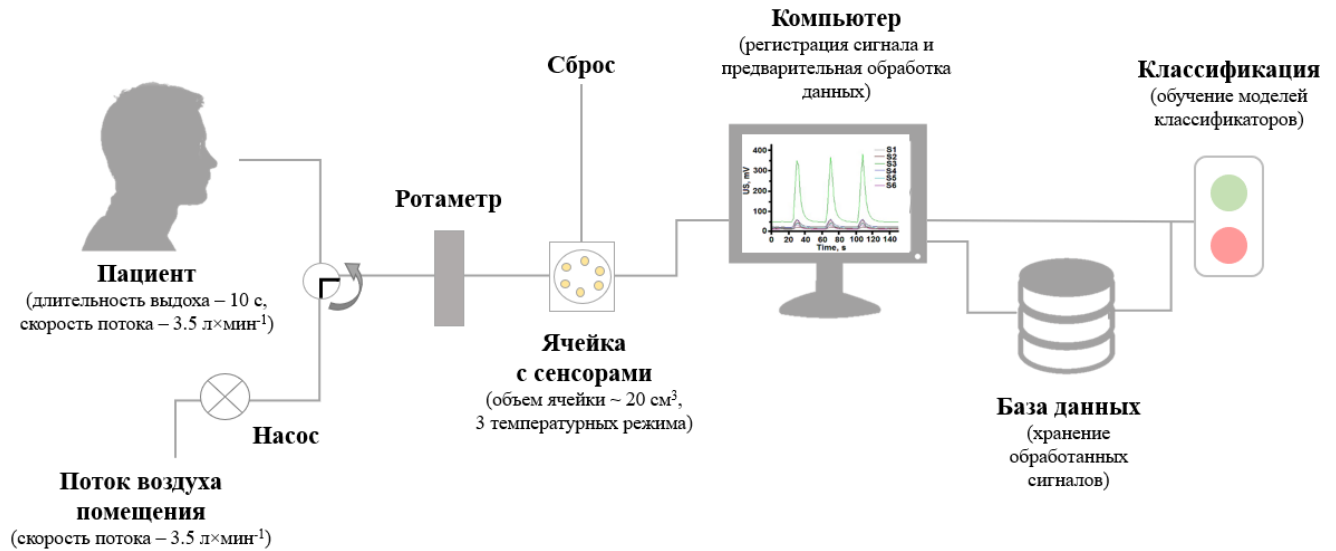 Компьютер
(регистрация сигнала и
предварительная обработка
данных)
Сброс
Классификация
(обучение моделей
классификаторов)
400
300
200
100
0
US, mV
S1
S2
S3
S4
S5
S6
0 20 40 60 80 100 120 140
Time, s
Ротаметр
Пациент
(длительность выдоха – 10 с,
скорость потока – 3.5 л×мин⁻¹)
Ячейка
с сенсорами
(объем ячейки ~ 20 см³,
3 температурных режима)
База данных
(хранение
обработанных
сигналов)
Насос
Поток воздуха
помещения
(скорость потока – 3.5 л×мин⁻¹)